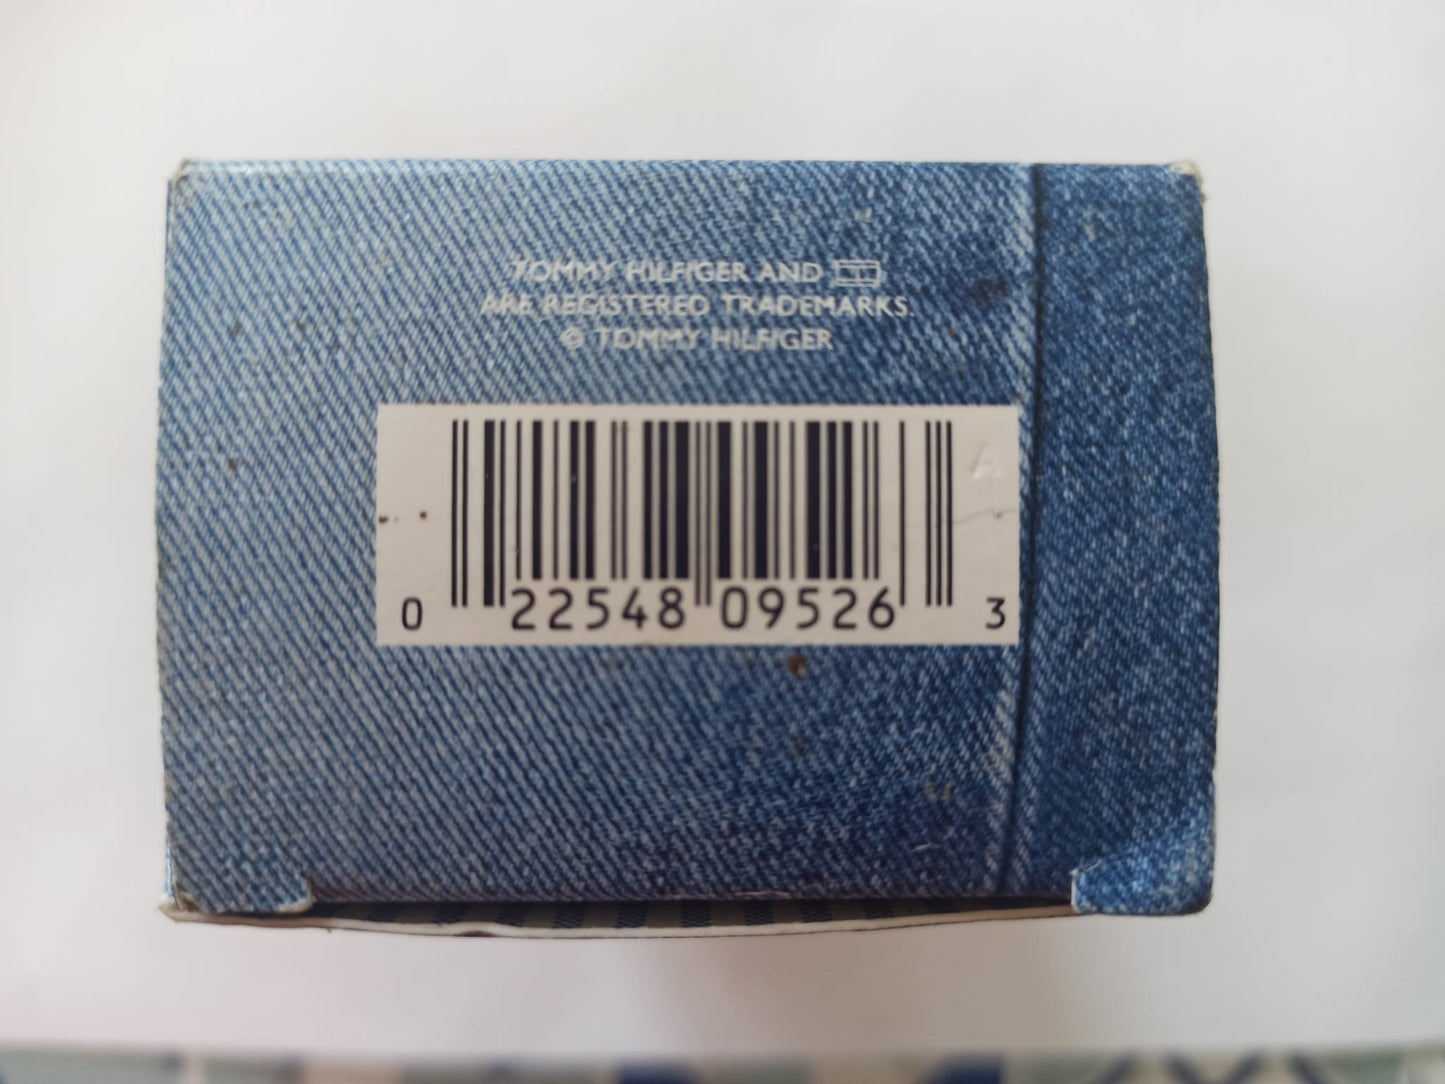 TOMMY HILFIGER AND
ARE REGISTERED TRADEMARKS.
© TOMMY HILFIGER
A
0 22548 09526 3